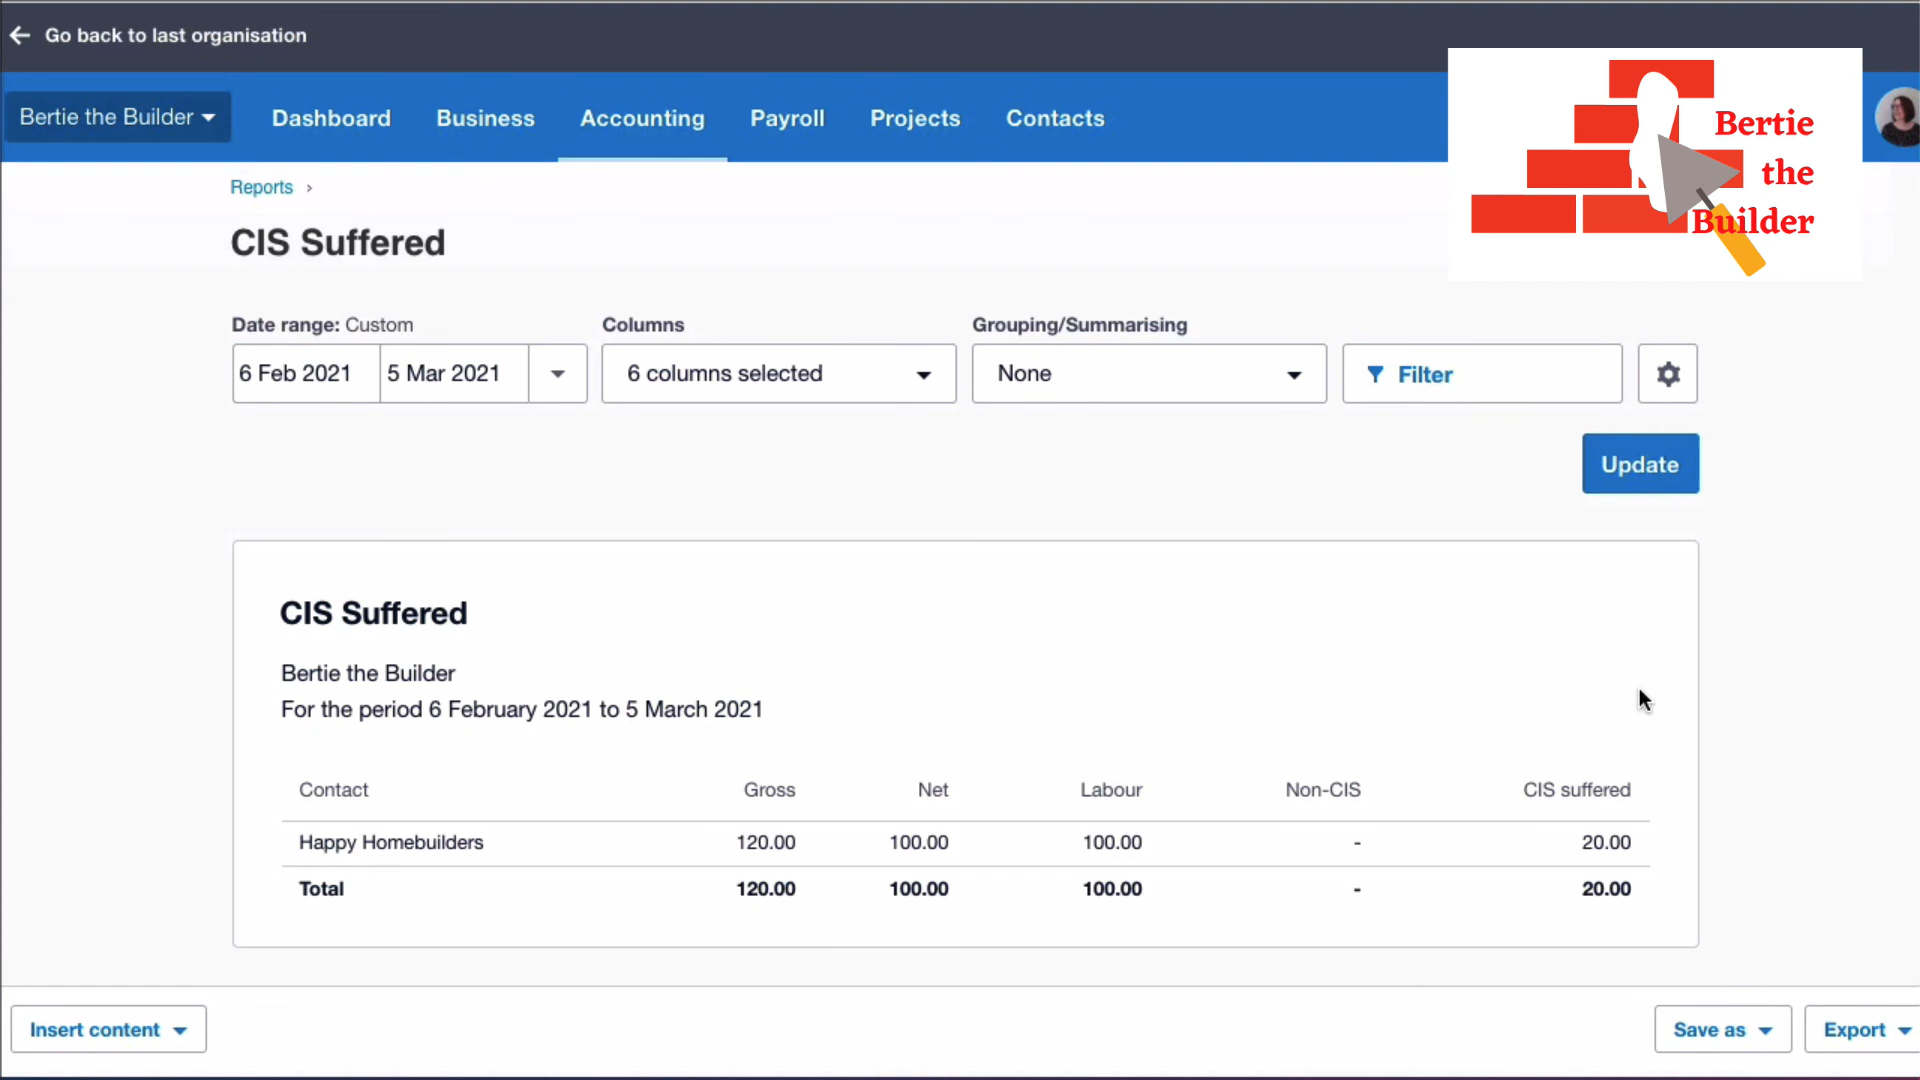 Go back to last organisation
Bertie the Builder
Dashboard
Business
Accounting
Payroll
Projects
Contacts
Bertie
the
Builder
Reports ›
CIS Suffered
Date range: Custom
Columns
Grouping/Summarising
6 Feb 2021
5 Mar 2021
6 columns selected
None
Filter
Update
CIS Suffered
Bertie the Builder
For the period 6 February 2021 to 5 March 2021
Contact Gross Net Labour Non-CIS CIS suffered
Happy Homebuilders 120.00 100.00 100.00 - 20.00
Total 120.00 100.00 100.00 - 20.00
Insert content
Save as
Export